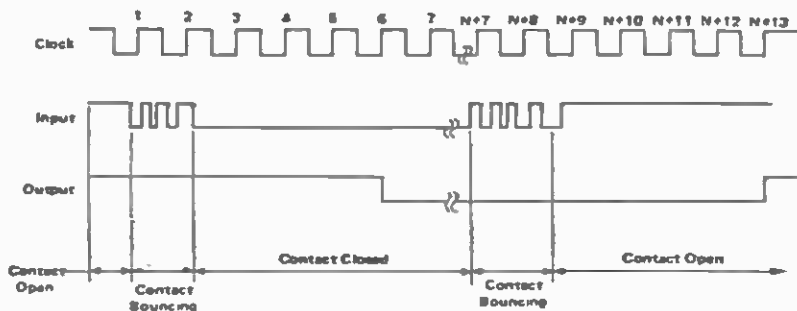 1 2 3 4 5 6 7 N+7 N+8 N+9 N+10 N+11 N+12 N+13
Clock
Input
Output
Contact Open
Contact Bouncing
Contact Closed
Contact Bouncing
Contact Open